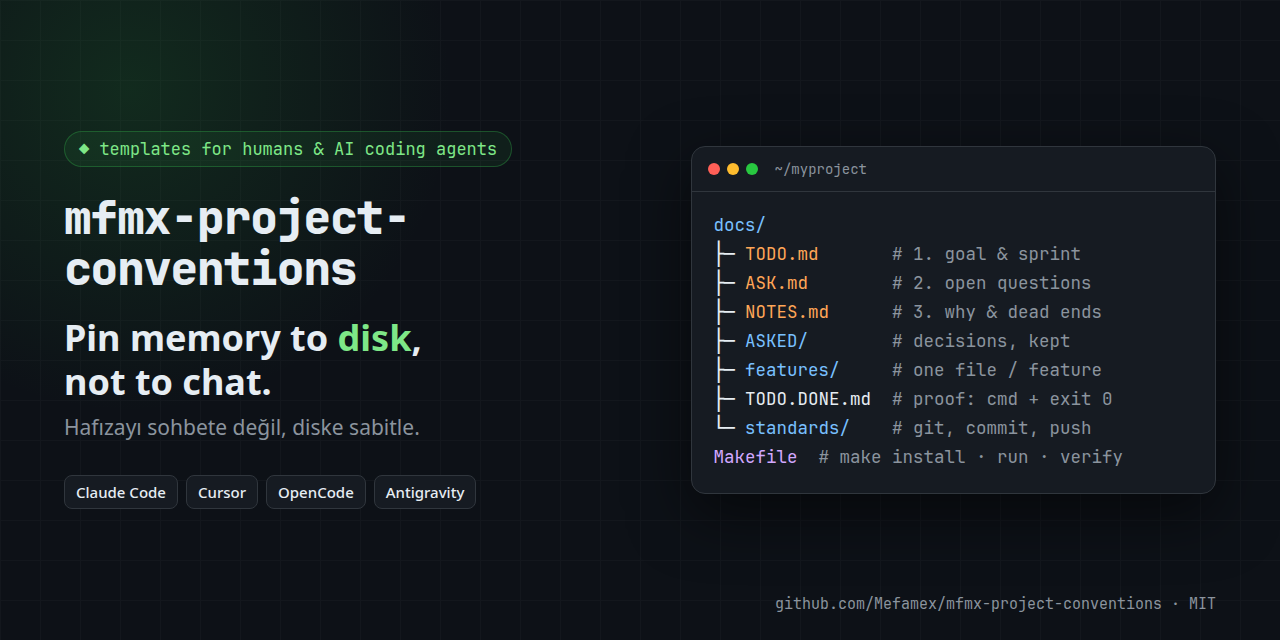 ◆ templates for humans & AI coding agents
mfmx-project-
conventions
Pin memory to disk,
not to chat.
Hafızayı sohbete değil, diske sabitle.
Claude Code Cursor OpenCode Antigravity
~/myproject
docs/
├─ TODO.md # 1. goal & sprint
├─ ASK.md # 2. open questions
├─ NOTES.md # 3. why & dead ends
├─ ASKED/ # decisions, kept
├─ features/ # one file / feature
├─ TODO.DONE.md # proof: cmd + exit 0
└─ standards/ # git, commit, push
Makefile # make install · run · verify
github.com/Mefamex/mfmx-project-conventions · MIT